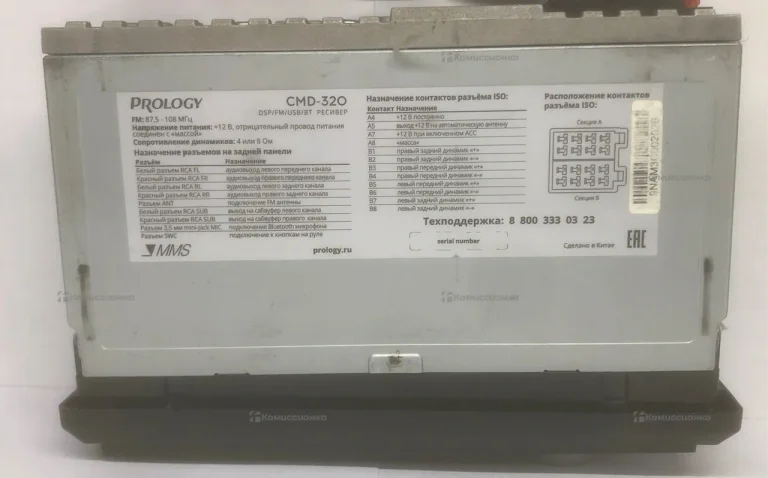 PROLOGY
CMD-320
DSP/FM/USB/BT РЕСИВЕР
FM: 87,5 - 108 МГц
Напряжение питания: +12 В, отрицательный провод питания
соединен с «массой»
Сопротивление динамиков: 4 или 8 Ом
Назначение разъемов на задней панели
Разъём Назначение
Белый разъем RCA FL аудиовыход левого переднего канала
Красный разъем RCA FR аудиовыход правого переднего канала
Белый разъем RCA RL аудиовыход левого заднего канала
Красный разъем RCA RR аудиовыход правого заднего канала
Разъем ANT подключение FM антенны
Белый разъем RCA SUB выход на сабвуфер левого канала
Красный разъем RCA SUB выход на сабвуфер правого канала
Разъем 3,5 мм mini-jack MIC подключение Bluetooth микрофона
Разъем SWC подключение к кнопкам на руле
MMS
prology.ru
Назначение контактов разъёма ISO:
Контакт Назначение
A4 +12 В постоянно
A5 выход +12 В на автоматическую антенну
A7 +12 В при включенном ACC
A8 «масса»
B1 правый задний динамик «+»
B2 правый задний динамик «-»
B3 правый передний динамик «+»
B4 правый передний динамик «-»
B5 левый передний динамик «+»
B6 левый передний динамик «-»
B7 левый задний динамик «+»
B8 левый задний динамик «-»
Техподдержка: 8 800 333 03 23
serial number
Расположение контактов
разъёма ISO:
Секция A
Секция B
Сделано в Китае
EAC
Комиссионка
Комиссионка
Комиссионка
Комиссионка
Комиссионка
Комиссионка
Комиссионка
Комиссионка